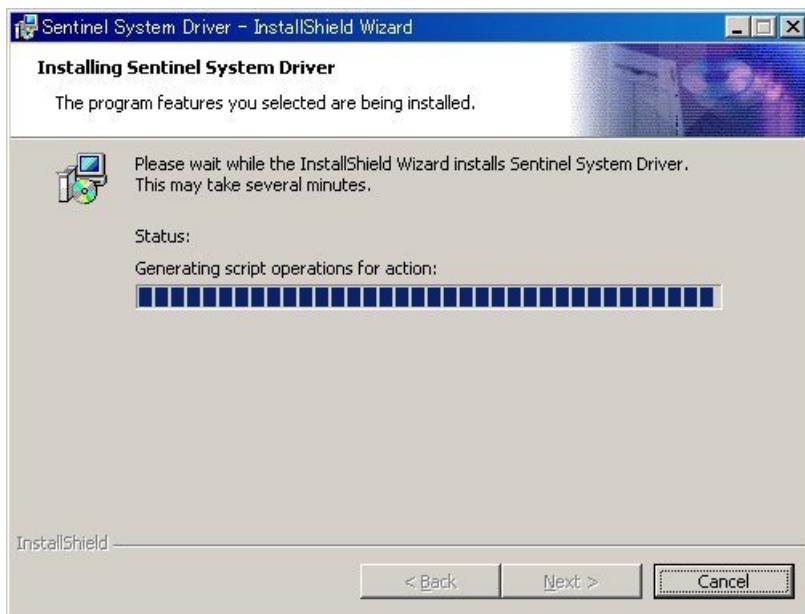 Sentinel System Driver - InstallShield Wizard
Installing Sentinel System Driver
The program features you selected are being installed.
Please wait while the InstallShield Wizard installs Sentinel System Driver.
This may take several minutes.
Status:
Generating script operations for action:
InstallShield
< Back
Next >
Cancel